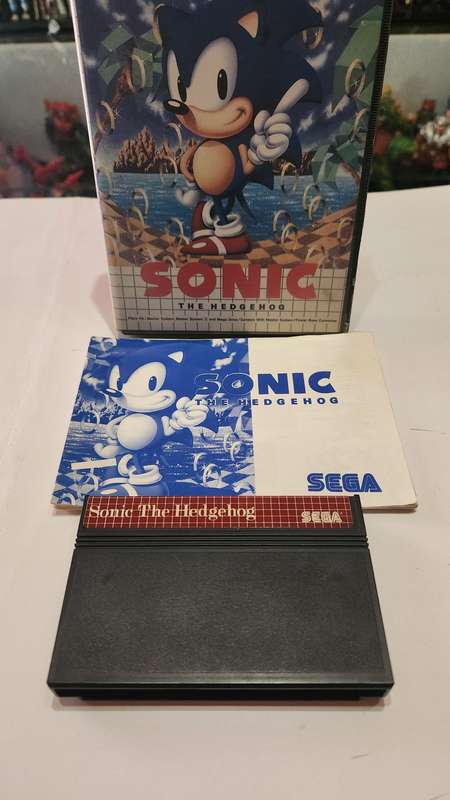 SONIC
THE HEDGEHOG
SONIC
THE HEDGEHOG
SEGA
Sonic The Hedgehog
SEGA